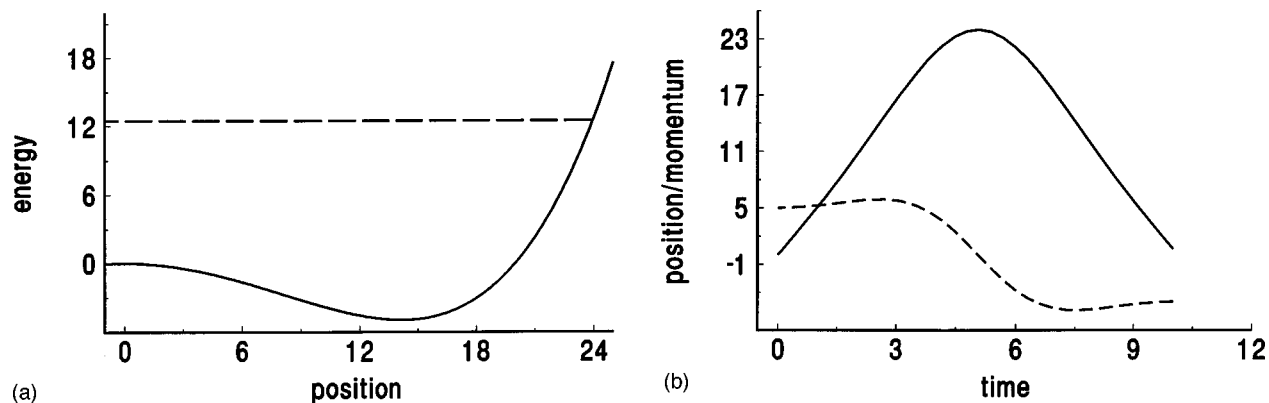 18
12
6
0
energy
0 6 12 18 24
position
(a)
23
17
11
5
-1
position/momentum
0 3 6 9 12
time
(b)